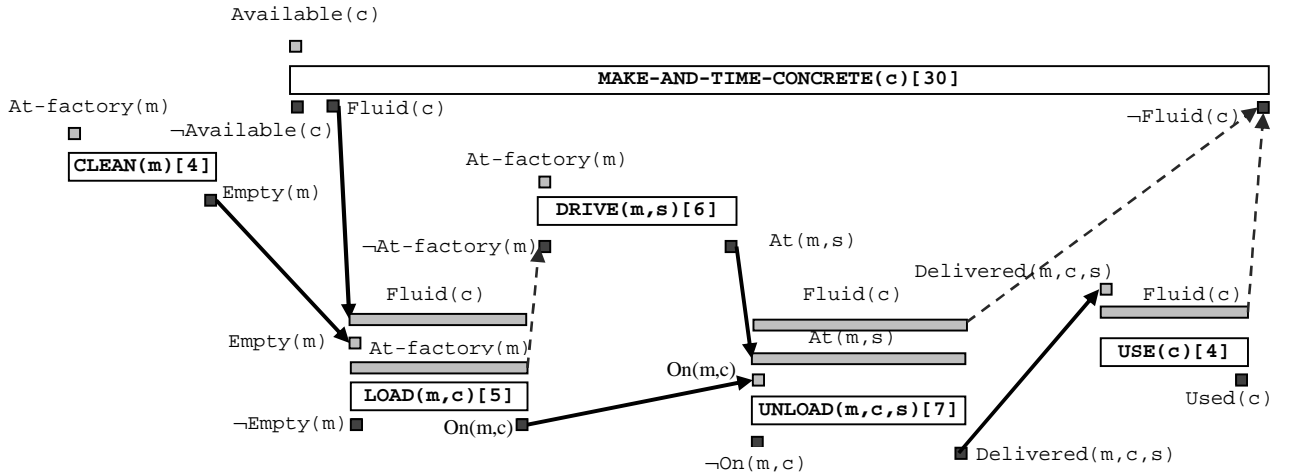 Available(c)
MAKE-AND-TIME-CONCRETE(c)[30]
At-factory(m)
Fluid(c)
¬Fluid(c)
¬Available(c)
CLEAN(m)[4]
At-factory(m)
Empty(m)
DRIVE(m,s)[6]
¬At-factory(m)
At(m,s)
Delivered(m,c,s)
Fluid(c)
Fluid(c)
Fluid(c)
Empty(m)
At-factory(m)
At(m,s)
USE(c)[4]
On(m,c)
LOAD(m,c)[5]
UNLOAD(m,c,s)[7]
Used(c)
¬Empty(m)
On(m,c)
Delivered(m,c,s)
¬On(m,c)